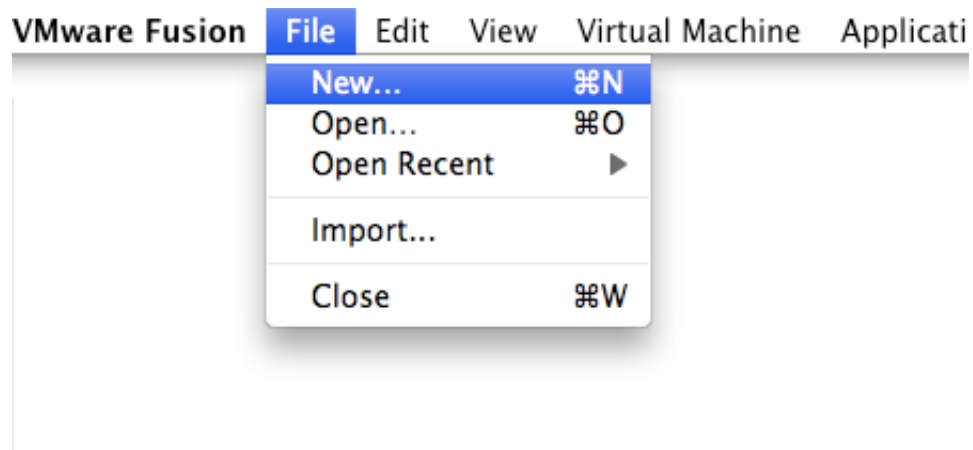 VMware Fusion File Edit View Virtual Machine Applicati
New... ⌘N
Open... ⌘O
Open Recent ▶
Import...
Close ⌘W